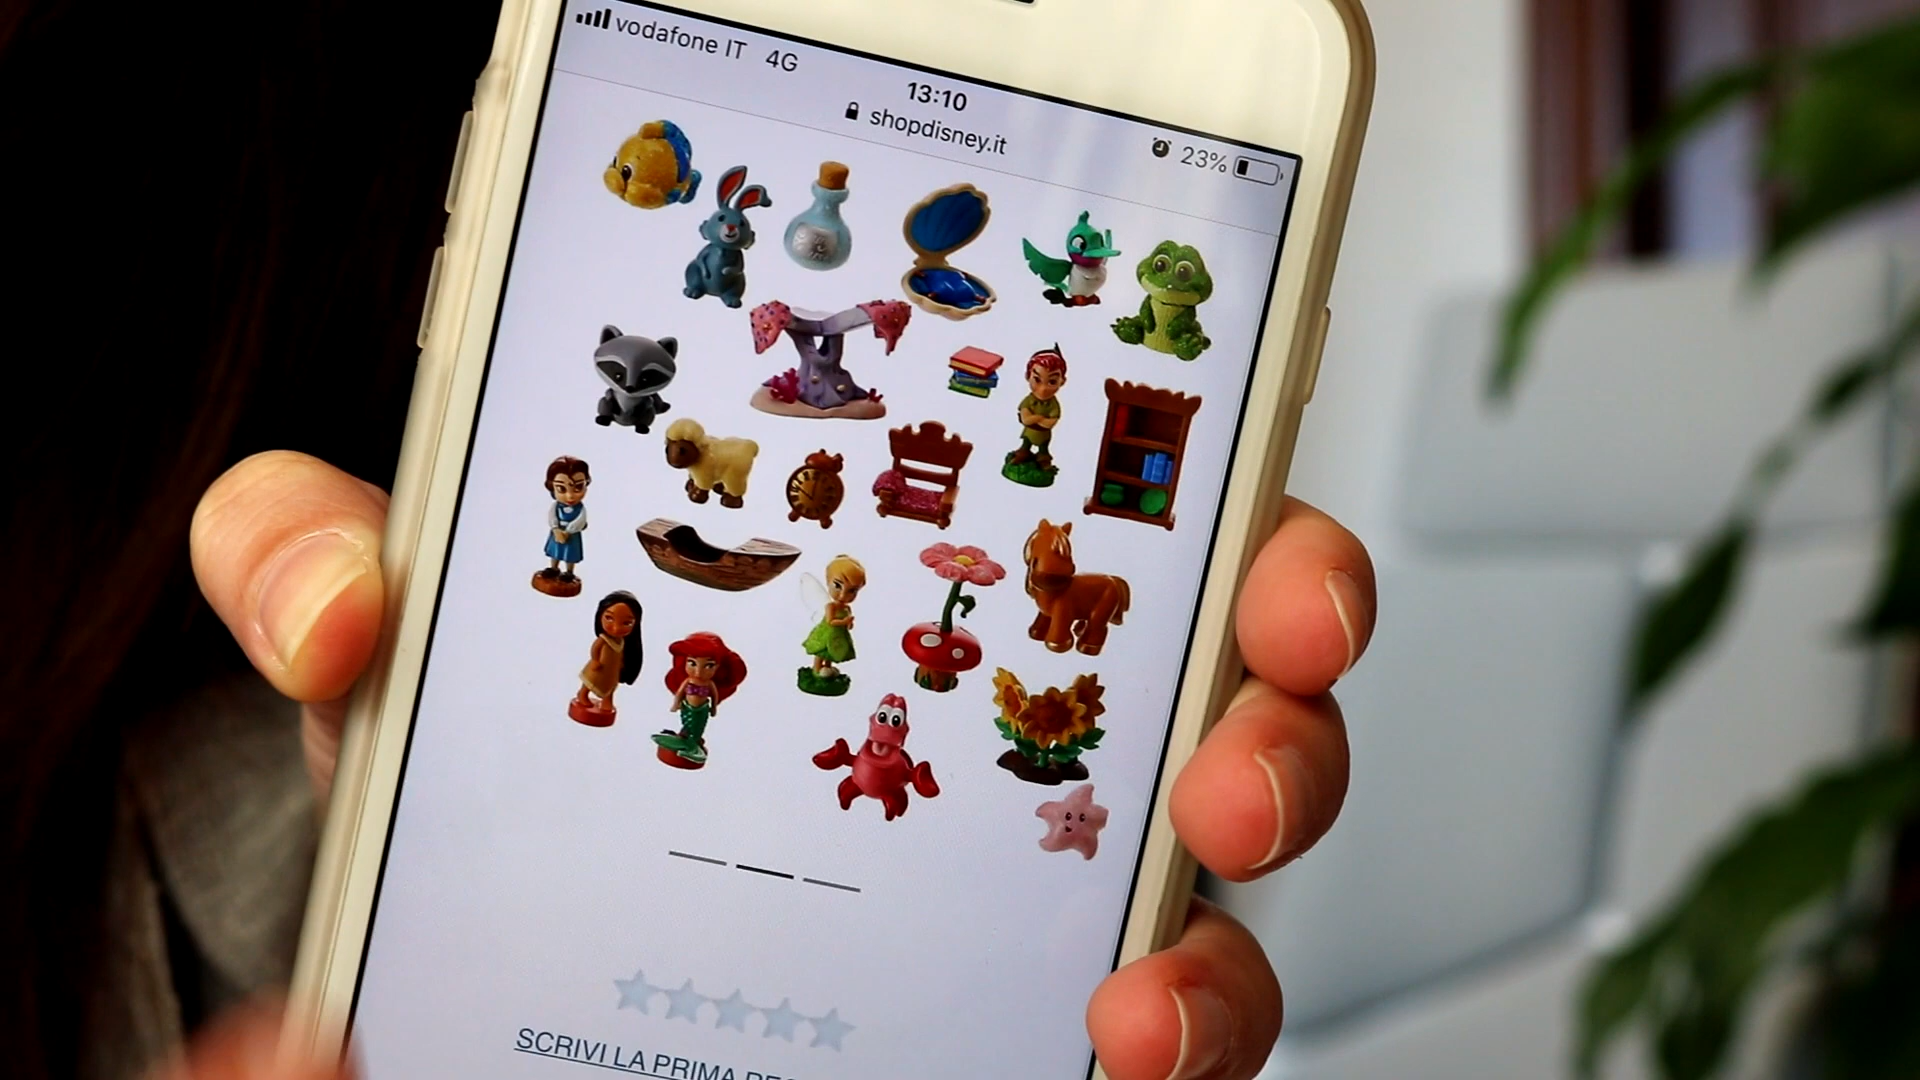 vodafone IT 4G
13:10
shopdisney.it
23%
SCRIVI LA PRIMA